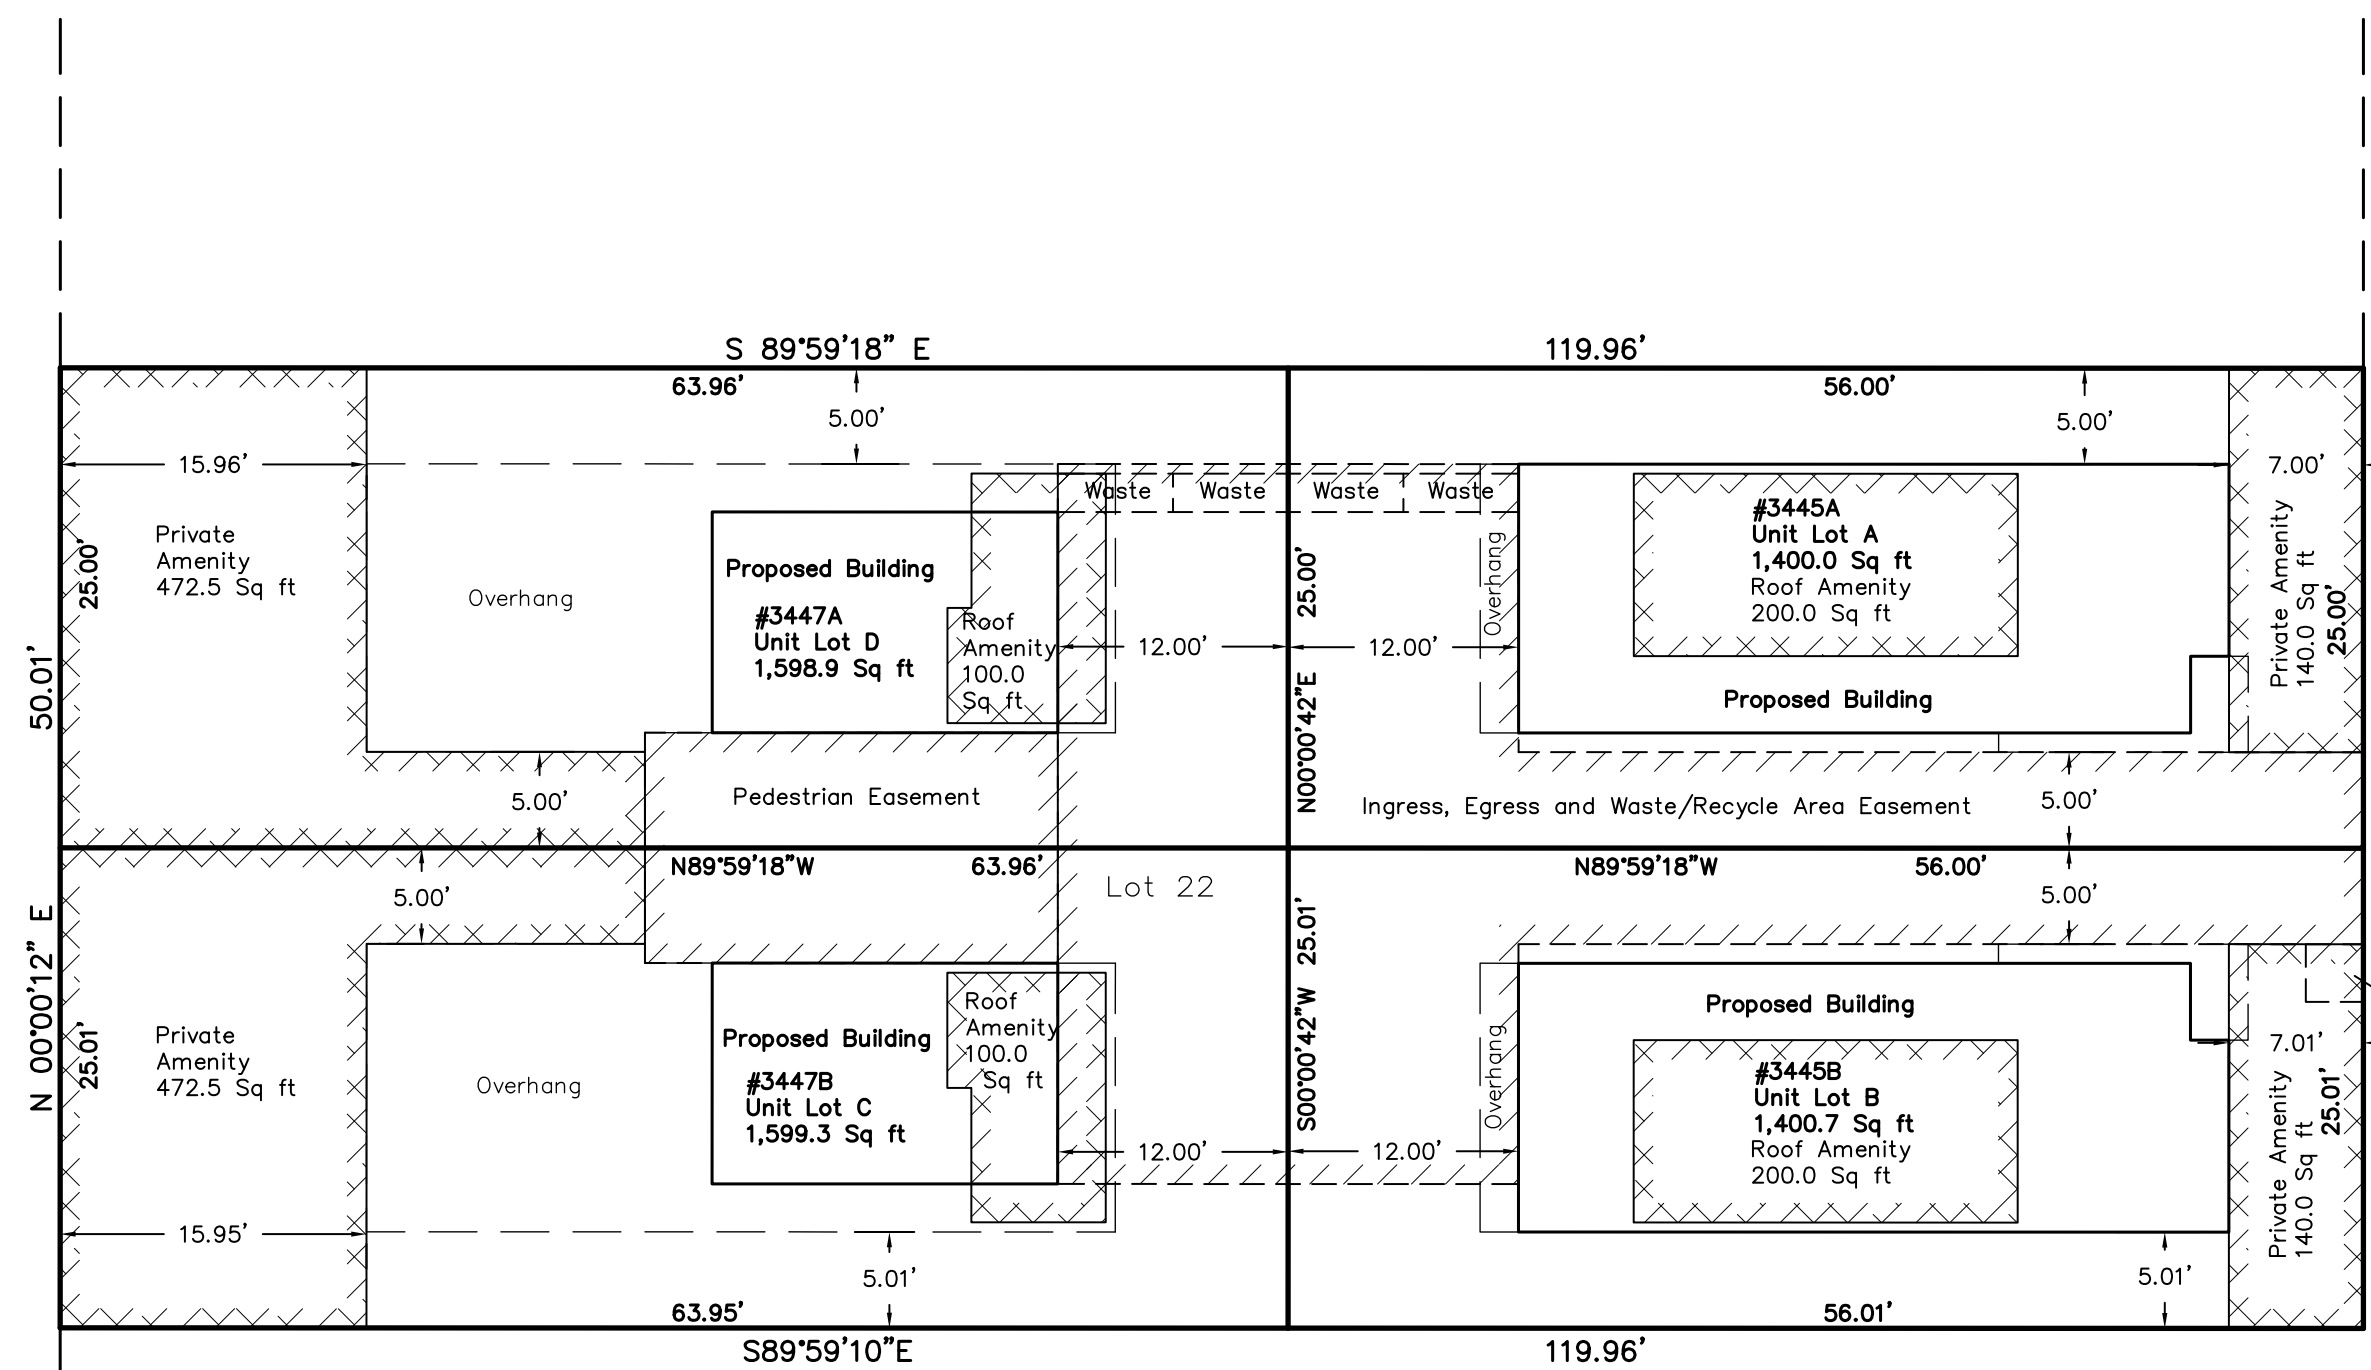 S 89°59'18" E
119.96'
63.96'
56.00'
5.00'
5.00'
15.96'
7.00'
Waste
Waste
Waste
Waste
Private
Amenity
472.5 Sq ft
25.00'
Overhang
Proposed Building
#3447A
Unit Lot D
1,598.9 Sq ft
Roof
Amenity
100.0
Sq ft
12.00'
25.00'
N00°00'42"E
12.00'
Overhang
#3445A
Unit Lot A
1,400.0 Sq ft
Roof Amenity
200.0 Sq ft
Proposed Building
Private Amenity
140.0 Sq ft
25.00'
50.01'
5.00'
Pedestrian Easement
Ingress, Egress and Waste/Recycle Area Easement
5.00'
N89°59'18"W
63.96'
N89°59'18"W
56.00'
5.00'
Lot 22
5.00'
N 00°00'12" E
25.01'
Private
Amenity
472.5 Sq ft
Overhang
Proposed Building
#3447B
Unit Lot C
1,599.3 Sq ft
Roof
Amenity
100.0
Sq ft
12.00'
S00°00'42"W
25.01'
12.00'
Overhang
Proposed Building
#3445B
Unit Lot B
1,400.7 Sq ft
Roof Amenity
200.0 Sq ft
7.01'
Private Amenity
140.0 Sq ft
25.01'
15.95'
5.01'
5.01'
63.95'
56.01'
S89°59'10"E
119.96'